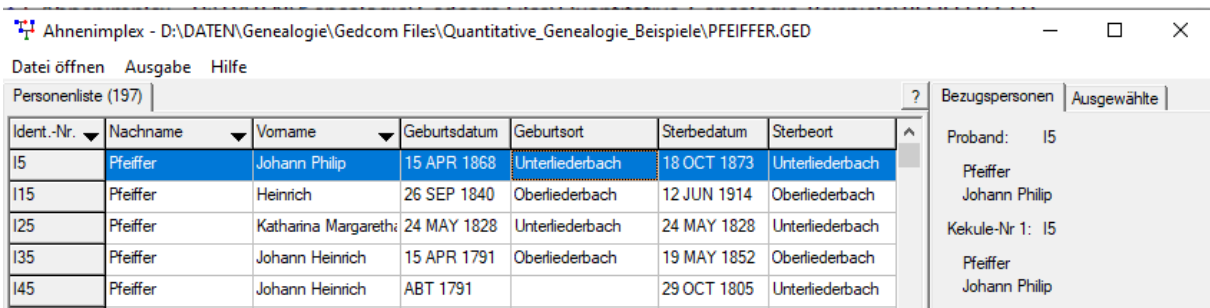 Ahnenimplex - D:\DATEN\Genealogie\Gedcom Files\Quantitative_Genealogie_Beispiele\PFEIFFER.GED
Datei öffnen Ausgabe Hilfe
Personenliste (197) ? Bezugspersonen Ausgewählte
Ident.-Nr. Nachname Vorname Geburtsdatum Geburtsort Sterbedatum Sterbeort
I5 Pfeiffer Johann Philip 15 APR 1868 Unterliederbach 18 OCT 1873 Unterliederbach
I15 Pfeiffer Heinrich 26 SEP 1840 Oberliederbach 12 JUN 1914 Oberliederbach
I25 Pfeiffer Katharina Margaretha 24 MAY 1828 Unterliederbach 24 MAY 1828 Unterliederbach
I35 Pfeiffer Johann Heinrich 15 APR 1791 Oberliederbach 19 MAY 1852 Oberliederbach
I45 Pfeiffer Johann Heinrich ABT 1791 29 OCT 1805 Unterliederbach
Proband: I5
Pfeiffer
Johann Philip
Kekule-Nr 1: I5
Pfeiffer
Johann Philip